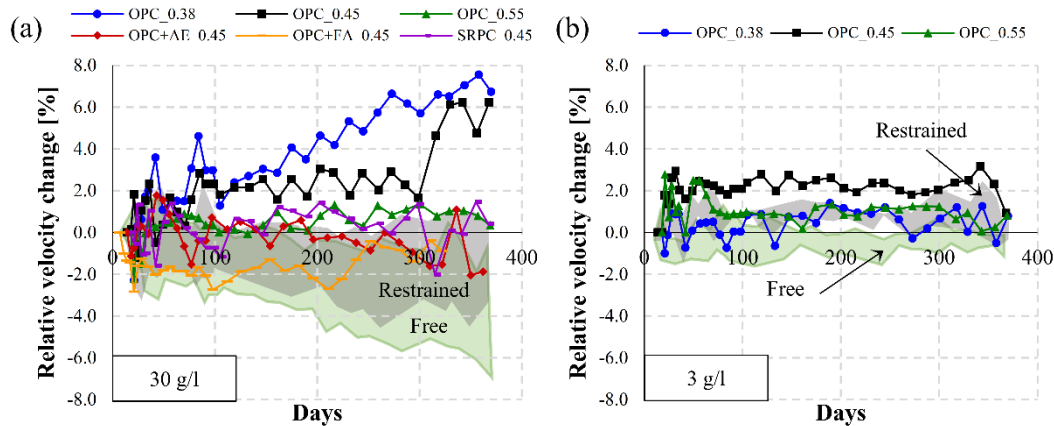 (a)
OPC_0.38 OPC_0.45 OPC_0.55
OPC+AE_0.45 OPC+FA_0.45 SRPC_0.45
Relative velocity change [%]
8.0
6.0
4.0
2.0
0.0
-2.0
-4.0
-6.0
-8.0
0 100 200 300 400
Restrained
Free
30 g/l
Days
(b)
OPC_0.38 OPC_0.45 OPC_0.55
Relative velocity change [%]
8.0
6.0
4.0
2.0
0.0
-2.0
-4.0
-6.0
-8.0
0 100 200 300 400
Restrained
Free
3 g/l
Days